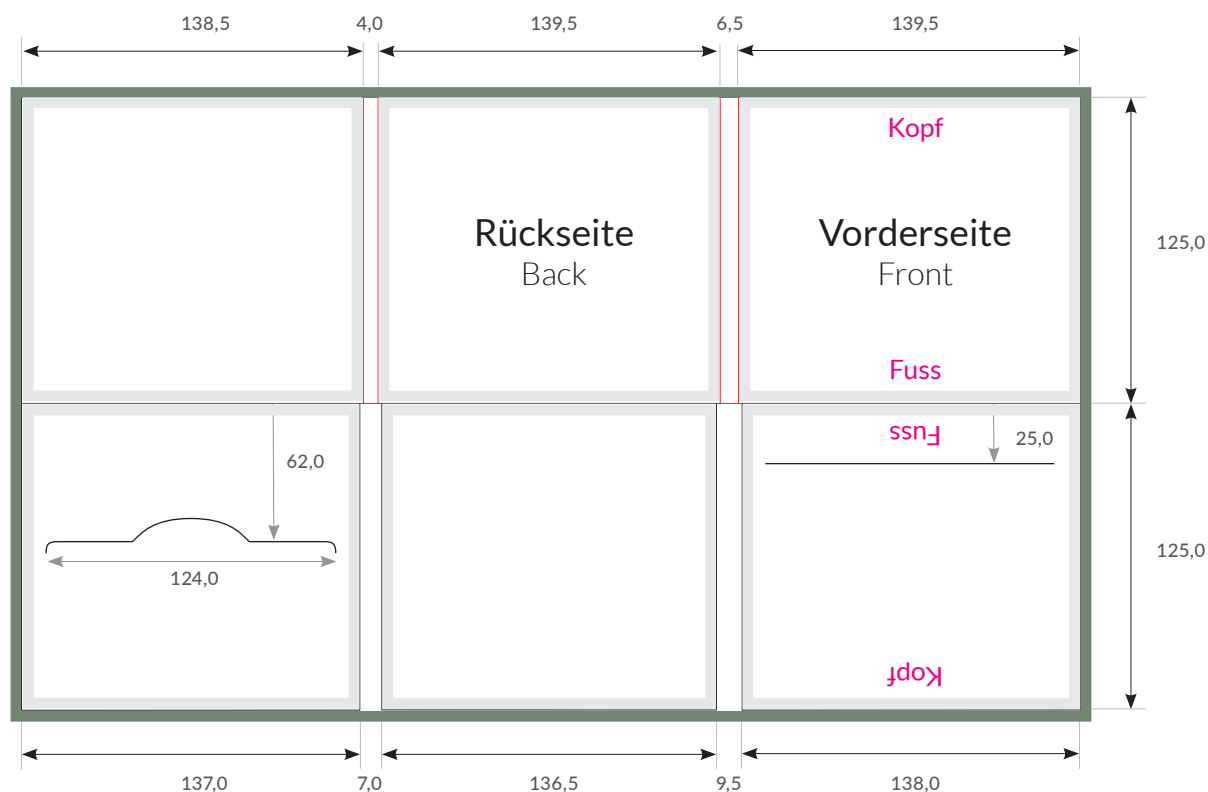 138,5
4,0
139,5
6,5
139,5
Kopf
Rückseite
Back
Vorderseite
Front
125,0
Fuss
Fuss
25,0
62,0
124,0
125,0
Kopf
137,0
7,0
136,5
9,5
138,0